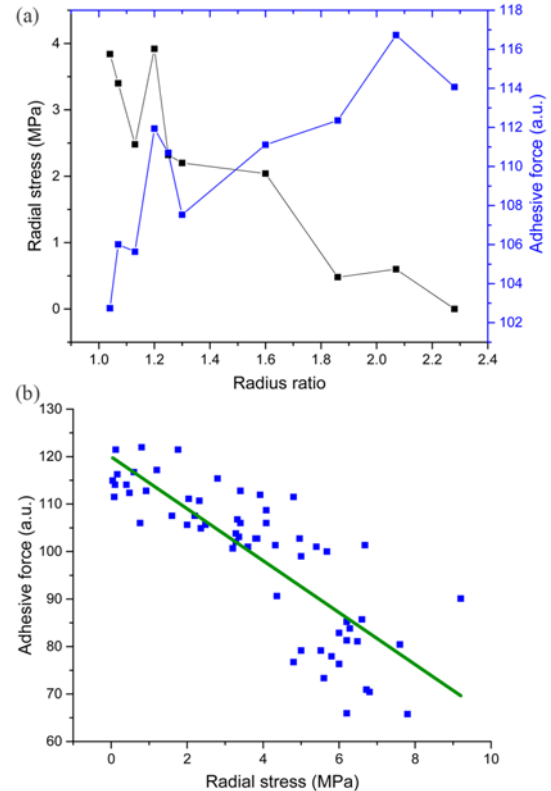 (a)
118
4
116
114
3
112
2
110
108
1
106
104
0
102
Radial stress (MPa)
Adhesive force (a.u.)
1.0 1.2 1.4 1.6 1.8 2.0 2.2 2.4
Radius ratio
(b)
130
120
110
100
90
80
70
60
Adhesive force (a.u.)
0 2 4 6 8 10
Radial stress (MPa)